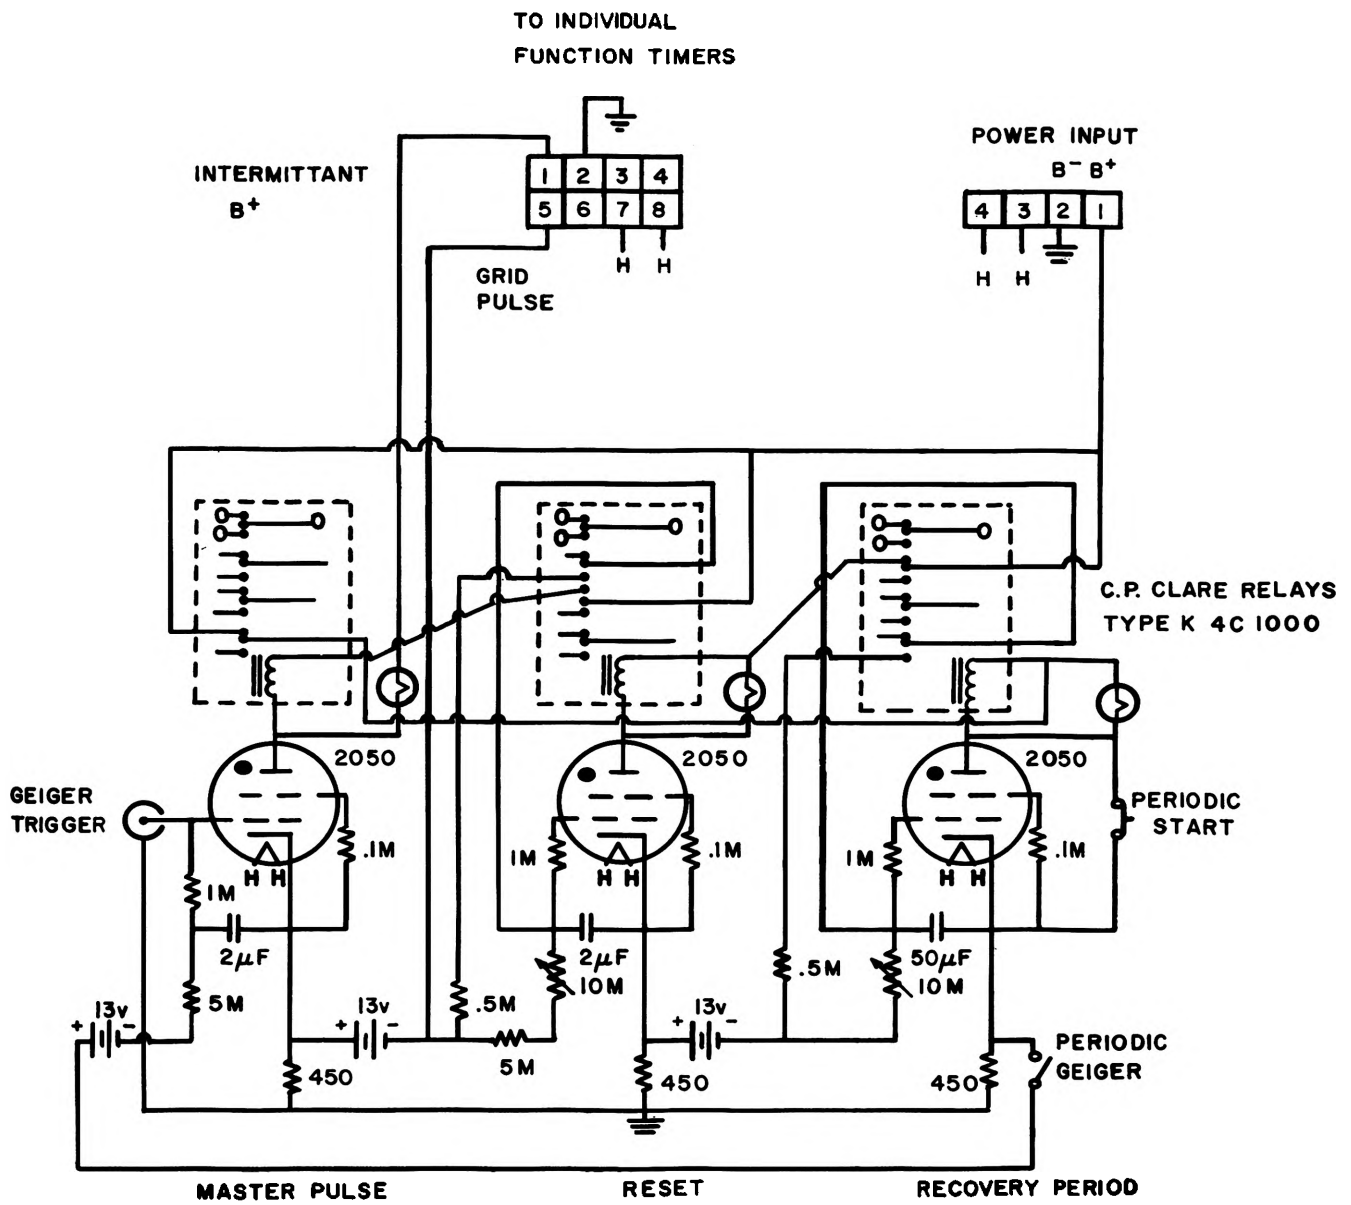 TO INDIVIDUAL
FUNCTION TIMERS
POWER INPUT
B- B+
INTERMITTANT
B+
1 2 3 4
5 6 7 8
4 3 2 1
H H
H H
GRID
PULSE
C.P. CLARE RELAYS
TYPE K 4C 1000
2050
2050
2050
GEIGER
TRIGGER
PERIODIC
START
.1M
1M
.1M
1M
.1M
H H
H H
H H
1M
2µF
2µF
50µF
.5M
10M
10M
5M
.5M
+ 13v -
+ 13v -
+ 13v -
5M
PERIODIC
GEIGER
450
450
450
MASTER PULSE
RESET
RECOVERY PERIOD